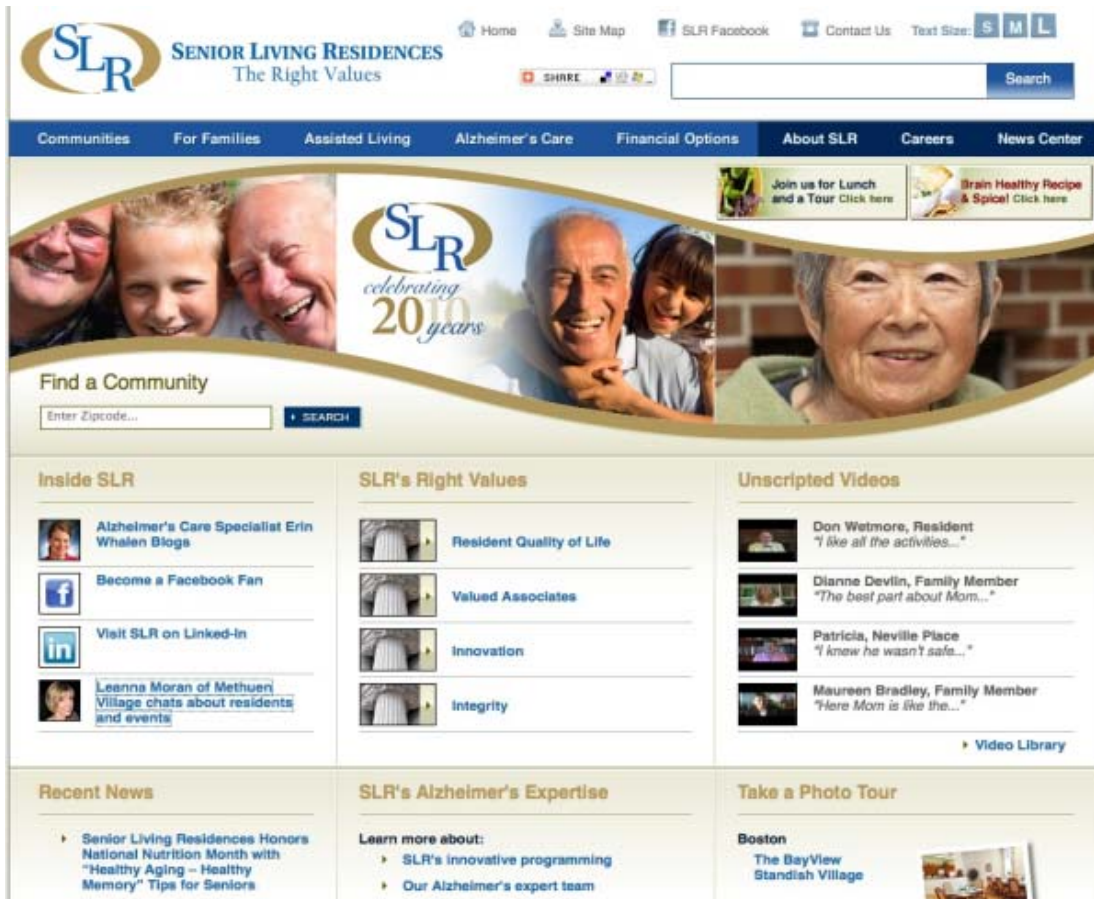 Home
Site Map
SLR Facebook
Contact Us
Text Size: S M L
SLR
SENIOR LIVING RESIDENCES
The Right Values
SHARE
Search
Communities
For Families
Assisted Living
Alzheimer's Care
Financial Options
About SLR
Careers
News Center
Join us for Lunch
and a Tour Click here
Brain Healthy Recipe
& Spice! Click here
SLR
celebrating
20 years
Find a Community
Enter Zipcode...
SEARCH
Inside SLR
Alzheimer's Care Specialist Erin
Whalen Blogs
Become a Facebook Fan
Visit SLR on Linked-In
Leanna Moran of Methuen
Village chats about residents
and events
SLR's Right Values
Resident Quality of Life
Valued Associates
Innovation
Integrity
Unscripted Videos
Don Wetmore, Resident
"I like all the activities..."
Dianne Devlin, Family Member
"The best part about Mom..."
Patricia, Neville Place
"I knew he wasn't safe..."
Maureen Bradley, Family Member
"Here Mom is like the..."
Video Library
Recent News
Senior Living Residences Honors
National Nutrition Month with
"Healthy Aging – Healthy
Memory" Tips for Seniors
SLR's Alzheimer's Expertise
Learn more about:
SLR's innovative programming
Our Alzheimer's expert team
Take a Photo Tour
Boston
The BayView
Standish Village